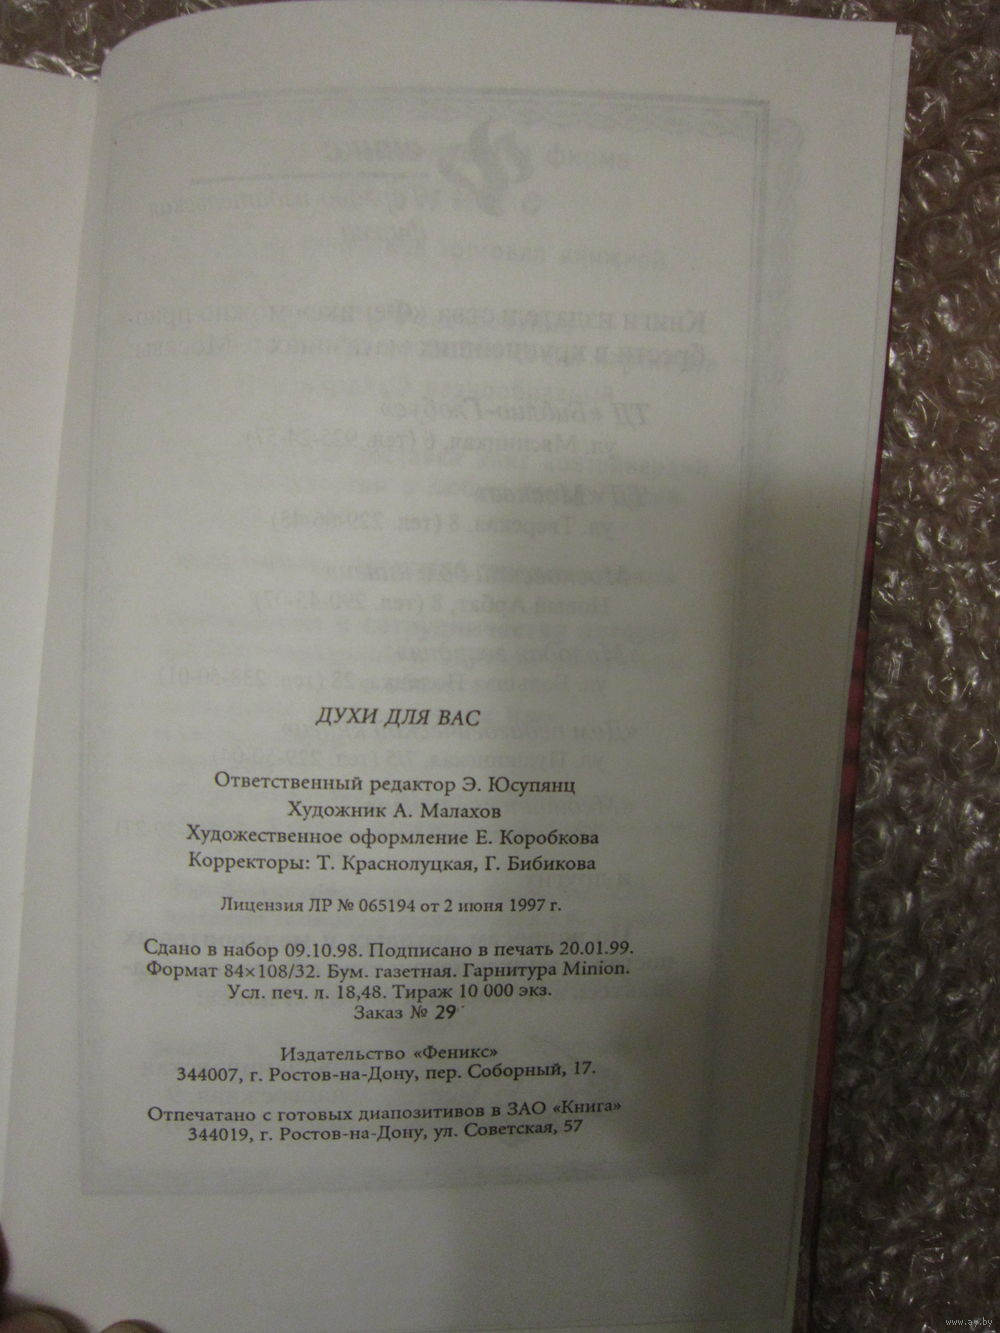 ДУХИ ДЛЯ ВАС
Ответственный редактор Э. Юсупянц
Художник А. Малахов
Художественное оформление Е. Коробкова
Корректоры: Т. Краснолуцкая, Г. Бибикова
Лицензия ЛР № 065194 от 2 июня 1997 г.
Сдано в набор 09.10.98. Подписано в печать 20.01.99.
Формат 84×108/32. Бум. газетная. Гарнитура Minion.
Усл. печ. л. 18,48. Тираж 10 000 экз.
Заказ № 29
Издательство «Феникс»
344007, г. Ростов-на-Дону, пер. Соборный, 17.
Отпечатано с готовых диапозитивов в ЗАО «Книга»
344019, г. Ростов-на-Дону, ул. Советская, 57
www.ay.by